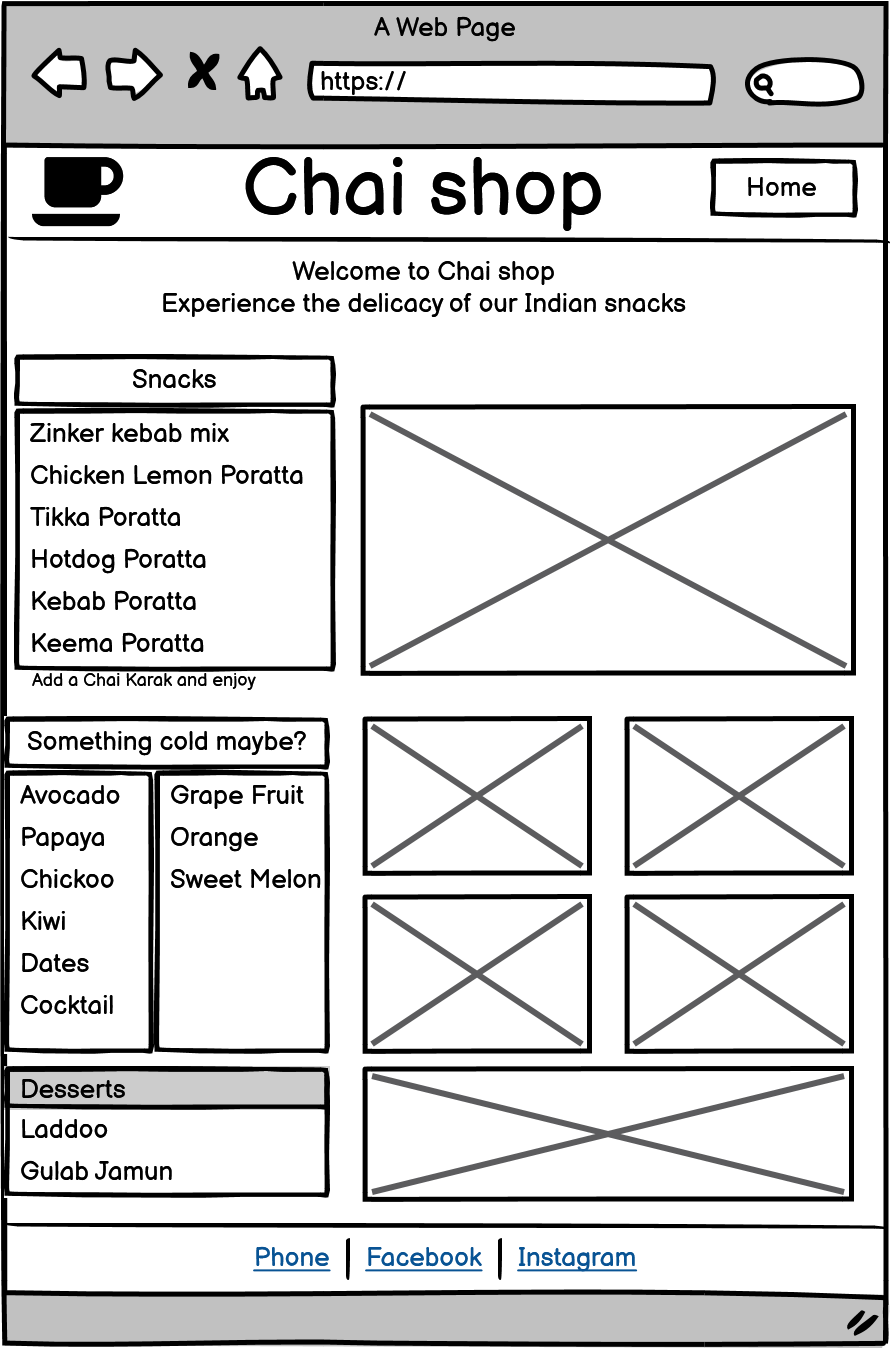 A Web Page
https://
Chai shop
Home
Welcome to Chai shop
Experience the delicacy of our Indian snacks
Snacks
Zinker kebab mix
Chicken Lemon Poratta
Tikka Poratta
Hotdog Poratta
Kebab Poratta
Keema Poratta
Add a Chai Karak and enjoy
Something cold maybe?
Avocado
Papaya
Chickoo
Kiwi
Dates
Cocktail
Grape Fruit
Orange
Sweet Melon
Desserts
Laddoo
Gulab Jamun
Phone | Facebook | Instagram